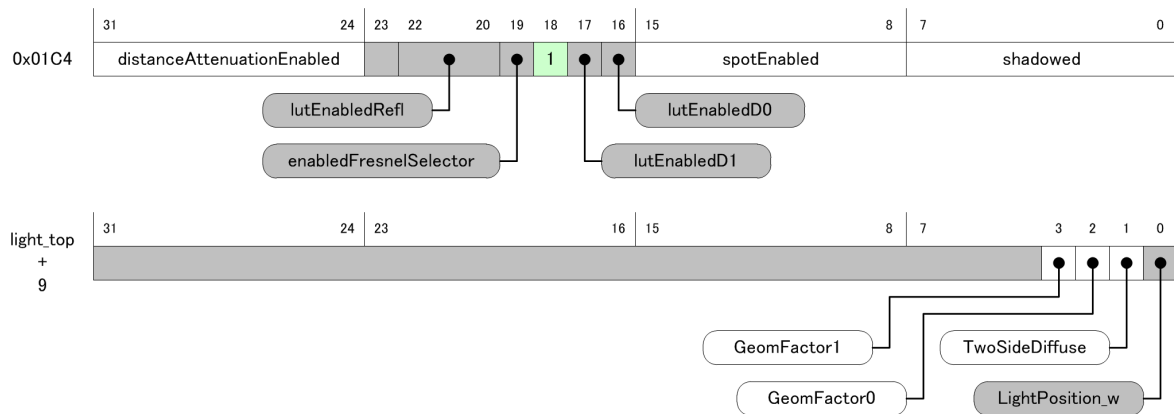 31 24 23 22 20 19 18 17 16 15 8 7 0
0x01C4 distanceAttenuationEnabled 1 spotEnabled shadowed
lutEnabledRefl lutEnabledD0
enabledFresnelSelector lutEnabledD1
31 24 23 16 15 8 7 3 2 1 0
light_top
+
9
GeomFactor1 TwoSideDiffuse
GeomFactor0 LightPosition_w